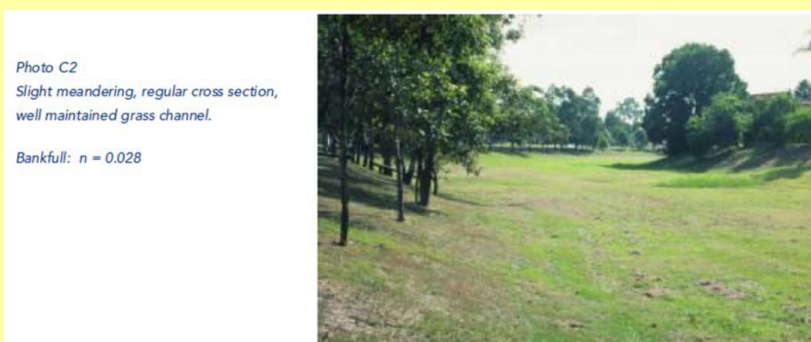 Photo C2
Slight meandering, regular cross section,
well maintained grass channel.
Bankfull: n = 0.028